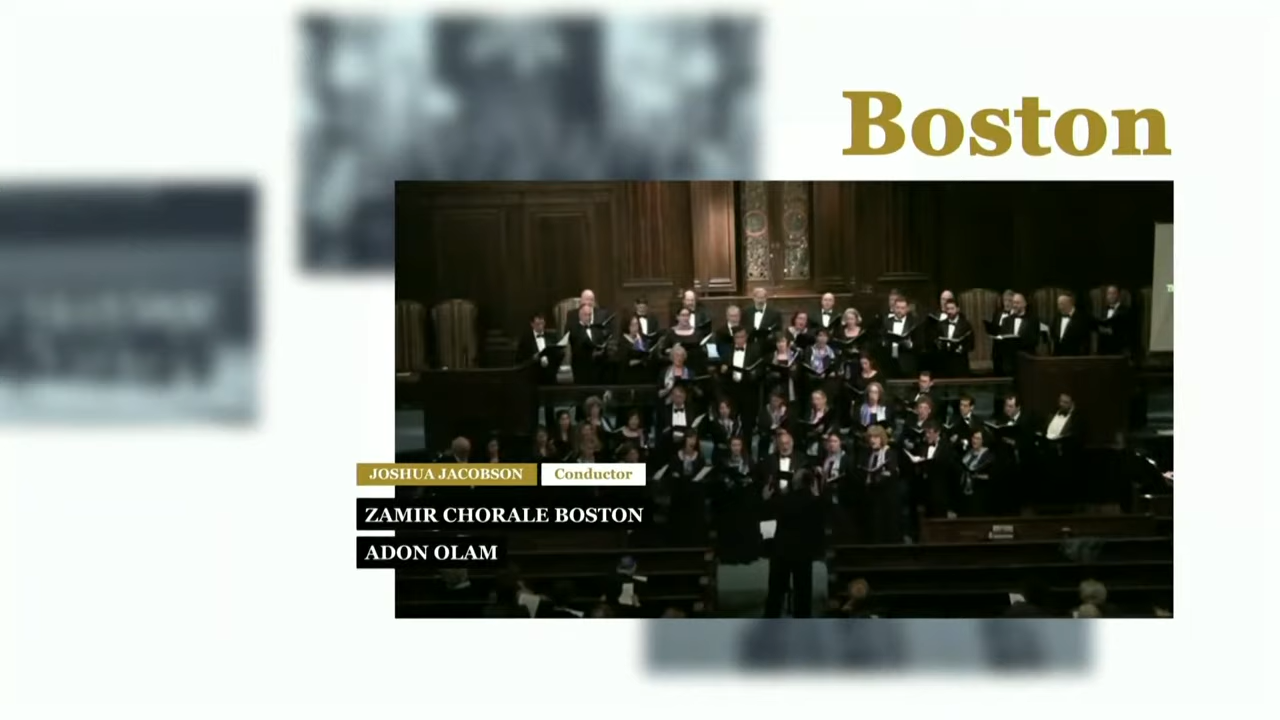 Boston
JOSHUA JACOBSON Conductor
ZAMIR CHORALE BOSTON
ADON OLAM